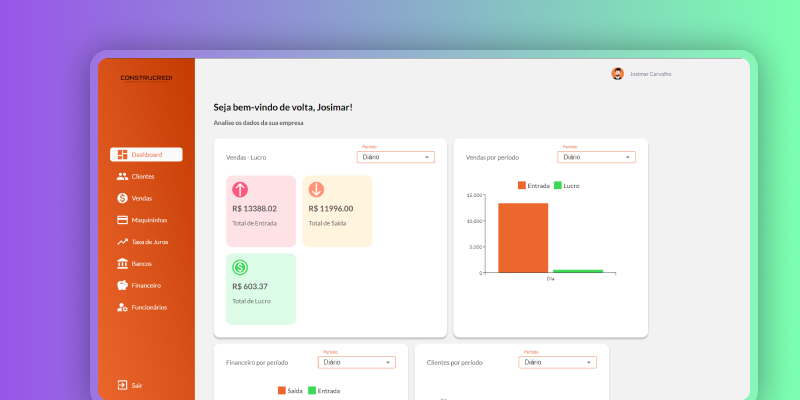 CONSTRUCREDI
Josimar Carvalho
Seja bem-vindo de volta, Josimar!
Analise os dados da sua empresa
Dashboard
Clientes
Vendas
Maquininhas
Taxa de Juros
Bancos
Financeiro
Funcionários
Sair
Vendas - Lucro
Período
Diário
R$ 13388.02
Total de Entrada
R$ 11996.00
Total de Saída
R$ 603.37
Total de Lucro
Vendas por período
Período
Diário
Entrada
Lucro
15,000
10,000
5,000
0
Dia
Financeiro por período
Período
Diário
Saída
Entrada
Clientes por período
Período
Diário